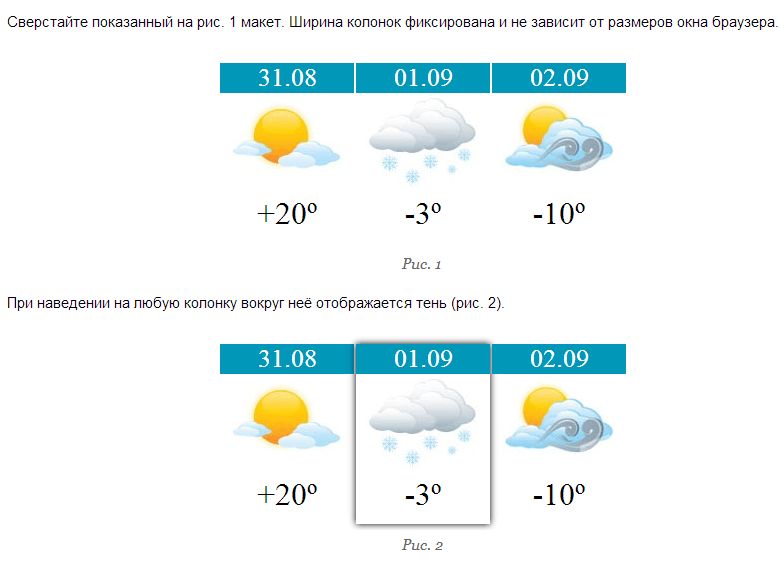 Сверстайте показанный на рис. 1 макет. Ширина колонок фиксирована и не зависит от размеров окна браузера.
31.08 01.09 02.09
+20º -3º -10º
Рис. 1
При наведении на любую колонку вокруг неё отображается тень (рис. 2).
31.08 01.09 02.09
+20º -3º -10º
Рис. 2